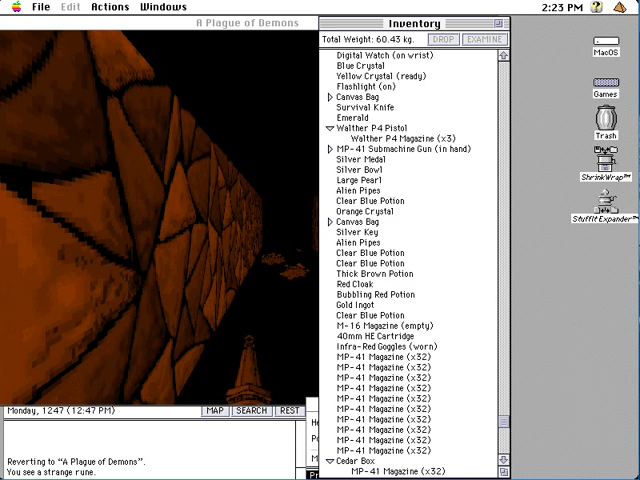 File Edit Actions Windows 2:23 PM
A Plague of Demons
Inventory
Total Weight: 60.43 kg. DROP EXAMINE
Digital Watch (on wrist)
Blue Crystal
Yellow Crystal (ready)
Flashlight (on)
Canvas Bag
Survival Knife
Emerald
Walther P4 Pistol
Walther P4 Magazine (x3)
MP-41 Submachine Gun (in hand)
Silver Medal
Silver Bowl
Large Pearl
Alien Pipes
Clear Blue Potion
Orange Crystal
Canvas Bag
Silver Key
Alien Pipes
Clear Blue Potion
Clear Blue Potion
Thick Brown Potion
Red Cloak
Bubbling Red Potion
Gold Ingot
Clear Blue Potion
M-16 Magazine (empty)
40mm HE Cartridge
Infra-Red Goggles (worn)
MP-41 Magazine (x32)
MP-41 Magazine (x32)
MP-41 Magazine (x32)
MP-41 Magazine (x32)
MP-41 Magazine (x32)
MP-41 Magazine (x32)
MP-41 Magazine (x32)
MP-41 Magazine (x32)
MP-41 Magazine (x32)
MP-41 Magazine (x32)
Cedar Box
MP-41 Magazine (x32)
MacOS
Games
Trash
ShrinkWrap™
StuffIt Expander™
Monday, 1247 (12:47 PM) MAP SEARCH REST
Reverting to “A Plague of Demons”.
You see a strange rune.